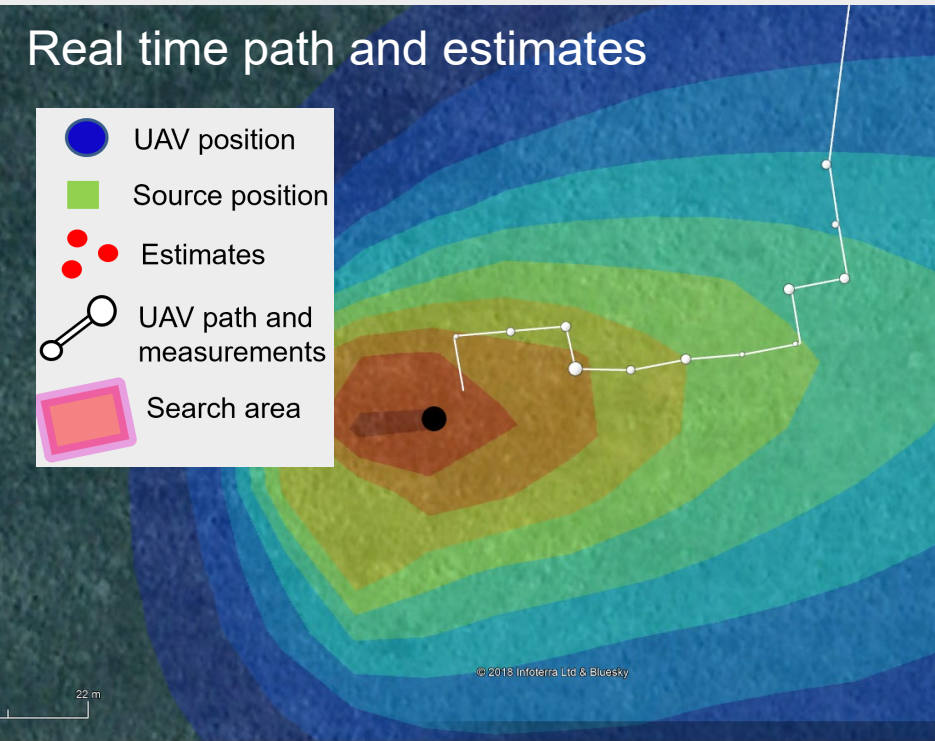 Real time path and estimates
UAV position
Source position
Estimates
UAV path and
measurements
Search area
© 2018 Infoterra Ltd & Bluesky
22 m